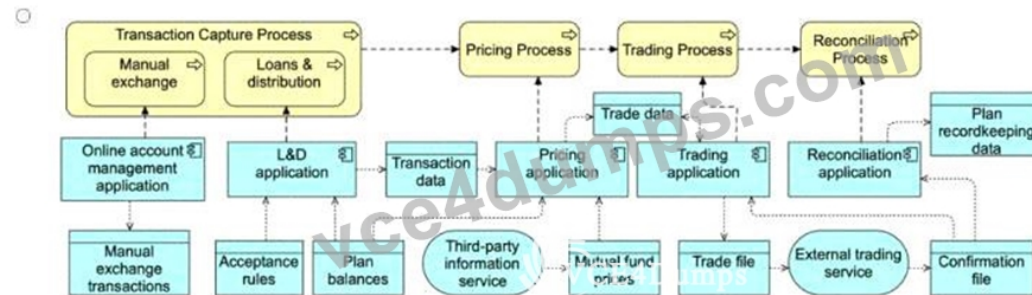 Transaction Capture Process
Manual
exchange
Loans &
distribution
Pricing Process
Trading Process
Reconciliation
Process
Trade data
Plan
recordkeeping
data
Online account
management
application
L&D
application
Transaction
data
Pricing
application
Trading
application
Reconciliation
application
Manual
exchange
transactions
Acceptance
rules
Plan
balances
Third-party
information
service
Mutual fund
prices
Trade file
External trading
service
Confirmation
file
vce4dumps.com
VCE4Dumps